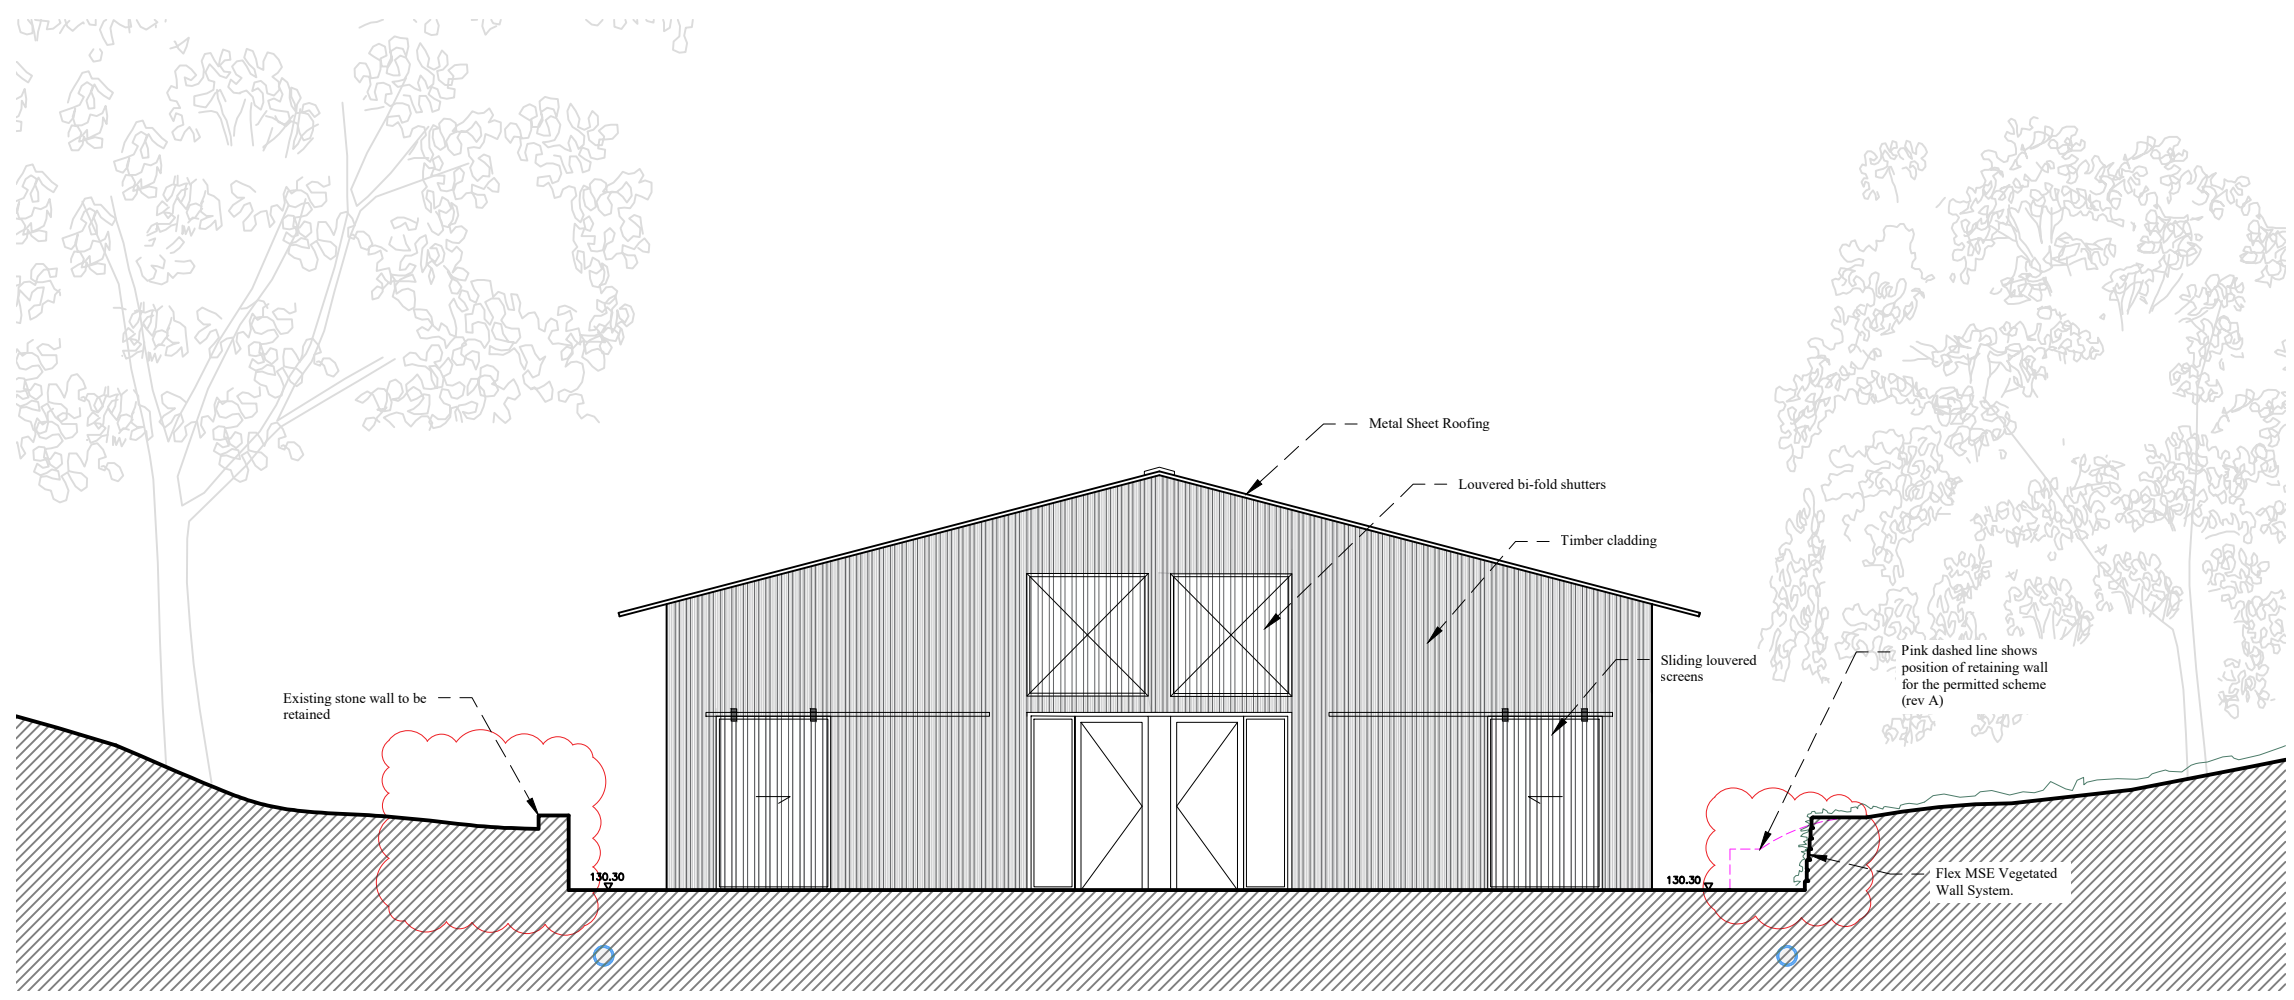 Metal Sheet Roofing
Louvered bi-fold shutters
Timber cladding
Sliding louvered
screens
Pink dashed line shows
position of retaining wall
for the permitted scheme
(rev A)
Existing stone wall to be
retained
130.30
130.30
Flex MSE Vegetated
Wall System.